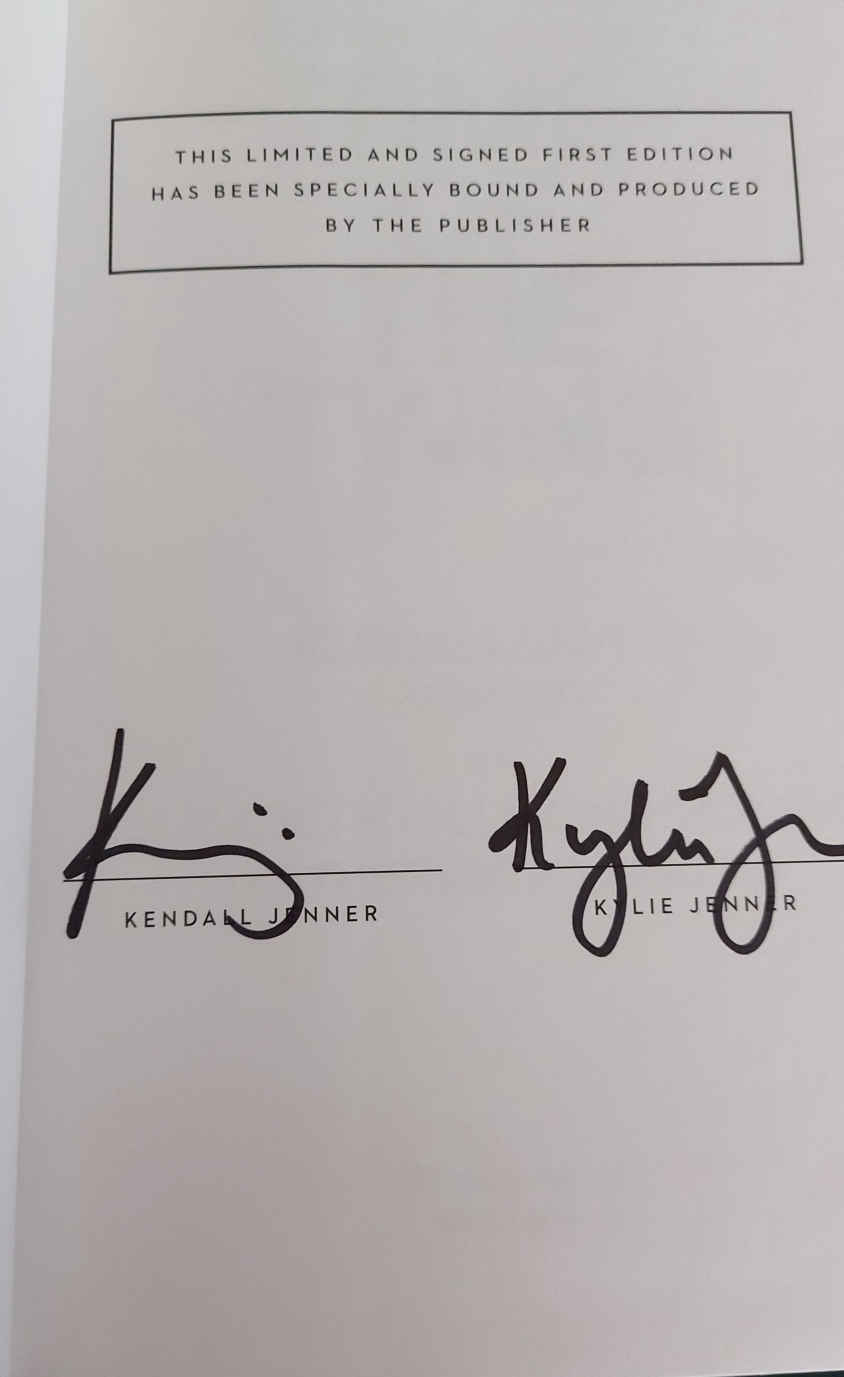 THIS LIMITED AND SIGNED FIRST EDITION
HAS BEEN SPECIALLY BOUND AND PRODUCED
BY THE PUBLISHER
Kylie J
KENDALL JENNER
KYLIE JENNER